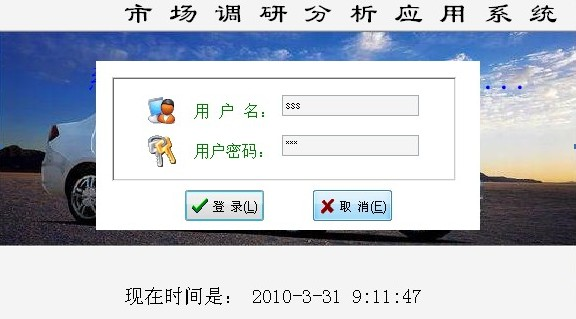 市场调研分析应用系统
用 户 名： sss
用户密码： ***
登 录(L) 取 消(E)
现在时间是： 2010-3-31 9:11:47